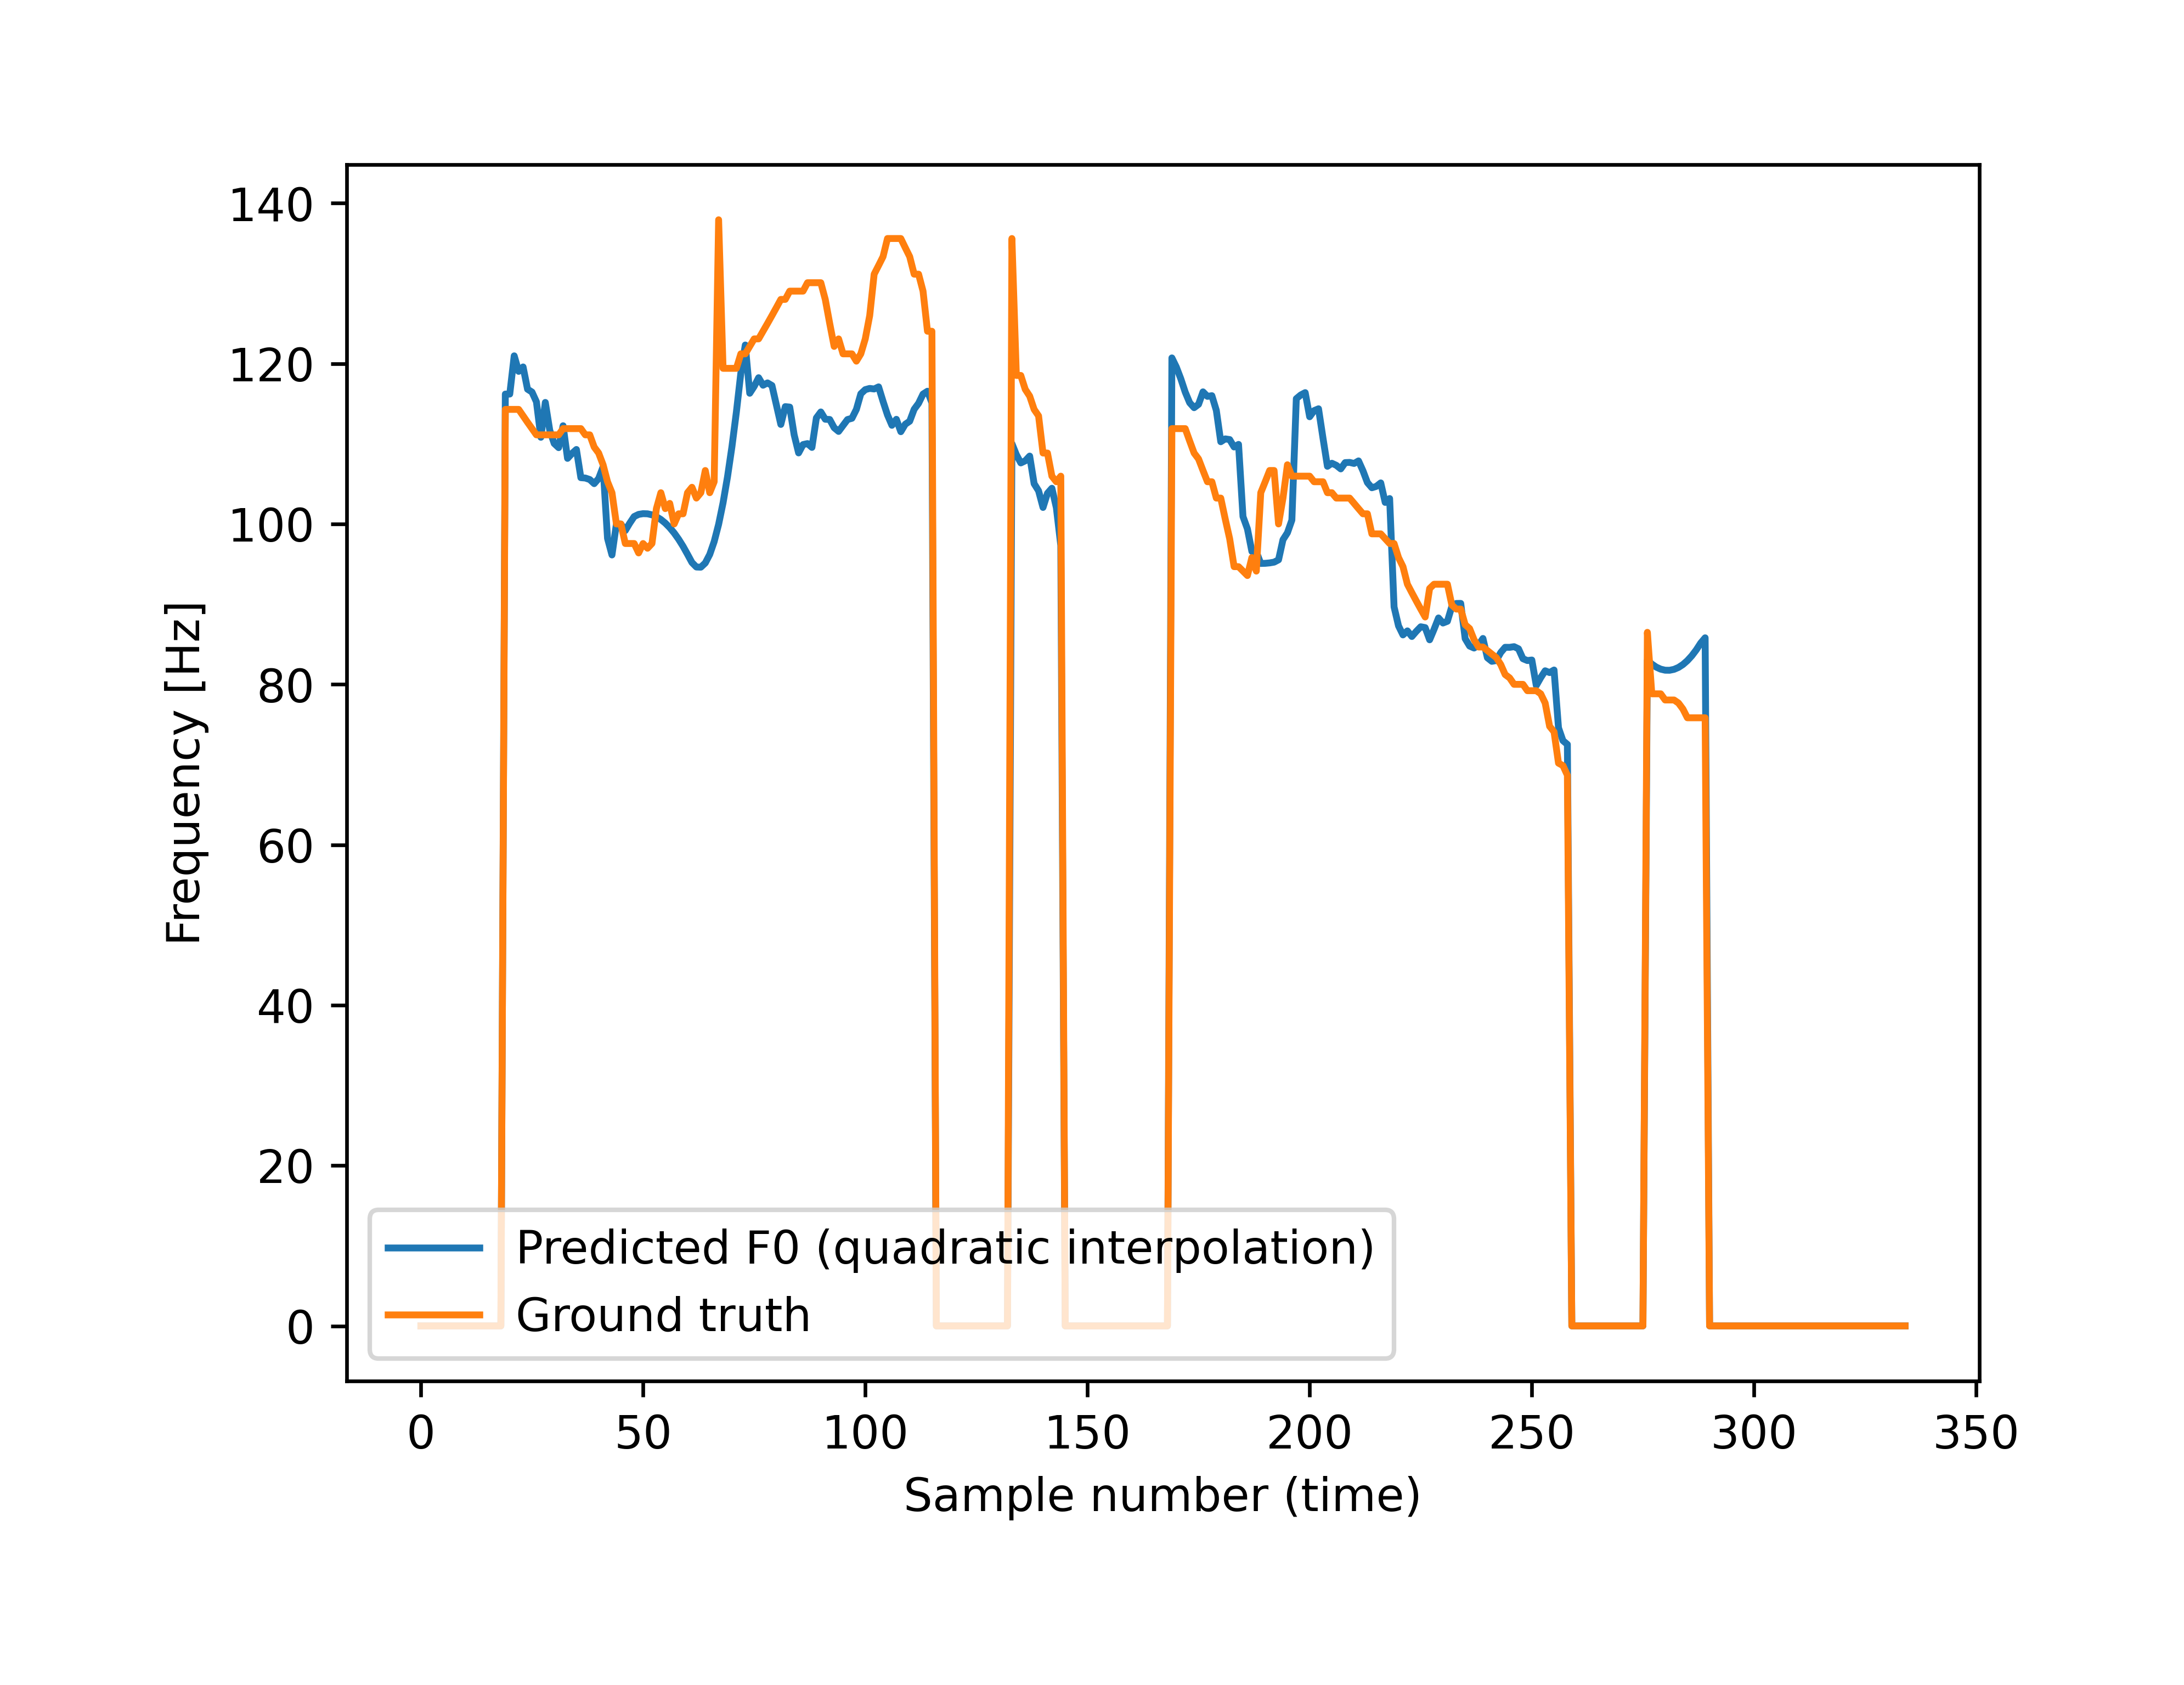 140
120
100
80
60
40
20
0
Frequency [Hz]
Predicted F0 (quadratic interpolation)
Ground truth
0 50 100 150 200 250 300 350
Sample number (time)